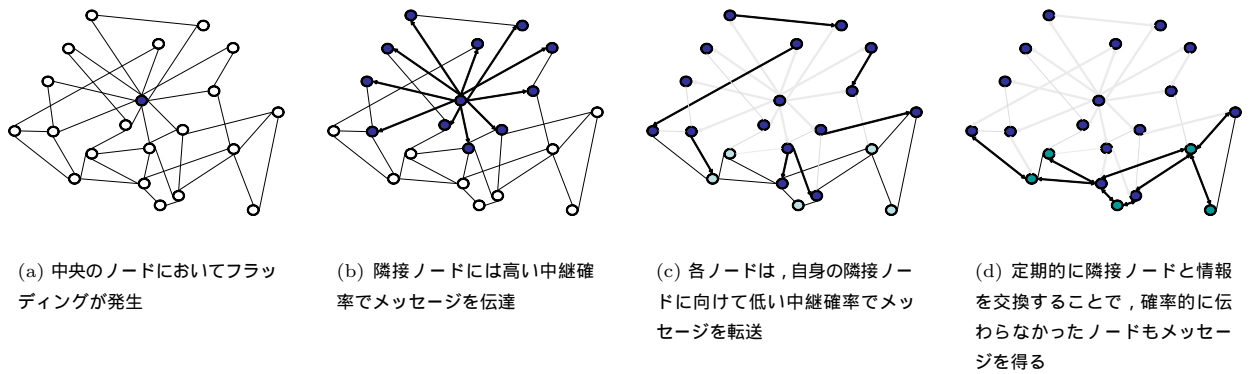 (a) 中央のノードにおいてフラッ
ディングが発生
(b) 隣接ノードには高い中継確
率でメッセージを伝達
(c) 各ノードは，自身の隣接ノー
ドに向けて低い中継確率でメッ
セージを転送
(d) 定期的に隣接ノードと情報
を交換することで，確率的に伝
わらなかったノードもメッセー
ジを得る